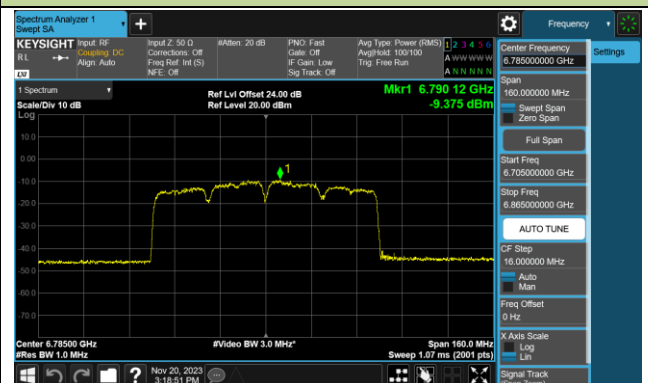 Spectrum Analyzer 1
Swept SA
Frequency
KEYSIGHT
RL
LXI
Input: RF
Coupling: DC
Align: Auto
Input Z: 50 Ω
Corrections: Off
Freq Ref: Int (S)
NFE: Off
#Atten: 20 dB
PNO: Fast
Gate: Off
IF Gain: Low
Sig Track: Off
Avg Type: Power (RMS)
Avg|Hold: 100/100
Trig: Free Run
1 2 3 4 5 6
A W W W W W
A N N N N N
Center Frequency
6.785000000 GHz
Settings
1 Spectrum
Scale/Div 10 dB
Log
Ref Lvl Offset 24.00 dB
Ref Level 20.00 dBm
Mkr1 6.790 12 GHz
-9.375 dBm
Span
160.000000 MHz
Swept Span
Zero Span
Full Span
Start Freq
6.705000000 GHz
Stop Freq
6.865000000 GHz
AUTO TUNE
CF Step
16.000000 MHz
Auto
Man
Freq Offset
0 Hz
X Axis Scale
Log
Lin
Signal Track
(Span Zoom)
10.0
0.00
1
-10.0
-20.0
-30.0
-40.0
-50.0
-60.0
-70.0
Center 6.78500 GHz
#Res BW 1.0 MHz
#Video BW 3.0 MHz*
Span 160.0 MHz
Sweep 1.07 ms (2001 pts)
?
Nov 20, 2023
3:18:51 PM